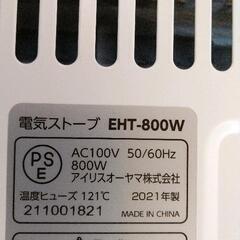 電気ストーブ EHT-800W
PS
E
AC100V 50/60Hz
800W
アイリスオーヤマ株式会社
温度ヒューズ 121℃ 2021年製
211001821 MADE IN CHINA